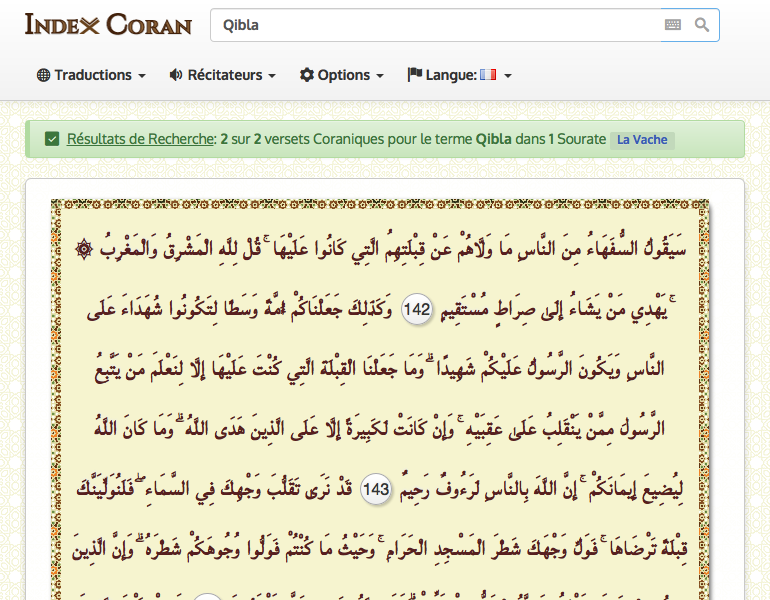 INDEX CORAN
Qibla
Traductions
Récitateurs
Options
Langue:
Résultats de Recherche: 2 sur 2 versets Coraniques pour le terme Qibla dans 1 Sourate La Vache
سَيَقُولُ السُّفَهَاءُ مِنَ النَّاسِ مَا وَلَّاهُمْ عَنْ قِبْلَتِهِمُ الَّتِي كَانُوا عَلَيْهَا ۚ قُلْ لِلَّهِ الْمَشْرِقُ وَالْمَغْرِبُ
ۚ يَهْدِي مَنْ يَشَاءُ إِلَىٰ صِرَاطٍ مُسْتَقِيمٍ 142 وَكَذَٰلِكَ جَعَلْنَاكُمْ أُمَّةً وَسَطًا لِتَكُونُوا شُهَدَاءَ عَلَى
النَّاسِ وَيَكُونَ الرَّسُولُ عَلَيْكُمْ شَهِيدًا ۗ وَمَا جَعَلْنَا الْقِبْلَةَ الَّتِي كُنْتَ عَلَيْهَا إِلَّا لِنَعْلَمَ مَنْ يَتَّبِعُ
الرَّسُولَ مِمَّنْ يَنْقَلِبُ عَلَىٰ عَقِبَيْهِ ۚ وَإِنْ كَانَتْ لَكَبِيرَةً إِلَّا عَلَى الَّذِينَ هَدَى اللَّهُ ۗ وَمَا كَانَ اللَّهُ
لِيُضِيعَ إِيمَانَكُمْ ۚ إِنَّ اللَّهَ بِالنَّاسِ لَرَءُوفٌ رَحِيمٌ 143 قَدْ نَرَىٰ تَقَلُّبَ وَجْهِكَ فِي السَّمَاءِ ۖ فَلَنُوَلِّيَنَّكَ
قِبْلَةً تَرْضَاهَا ۚ فَوَلِّ وَجْهَكَ شَطْرَ الْمَسْجِدِ الْحَرَامِ ۚ وَحَيْثُ مَا كُنْتُمْ فَوَلُّوا وُجُوهَكُمْ شَطْرَهُ ۗ وَإِنَّ الَّذِينَ